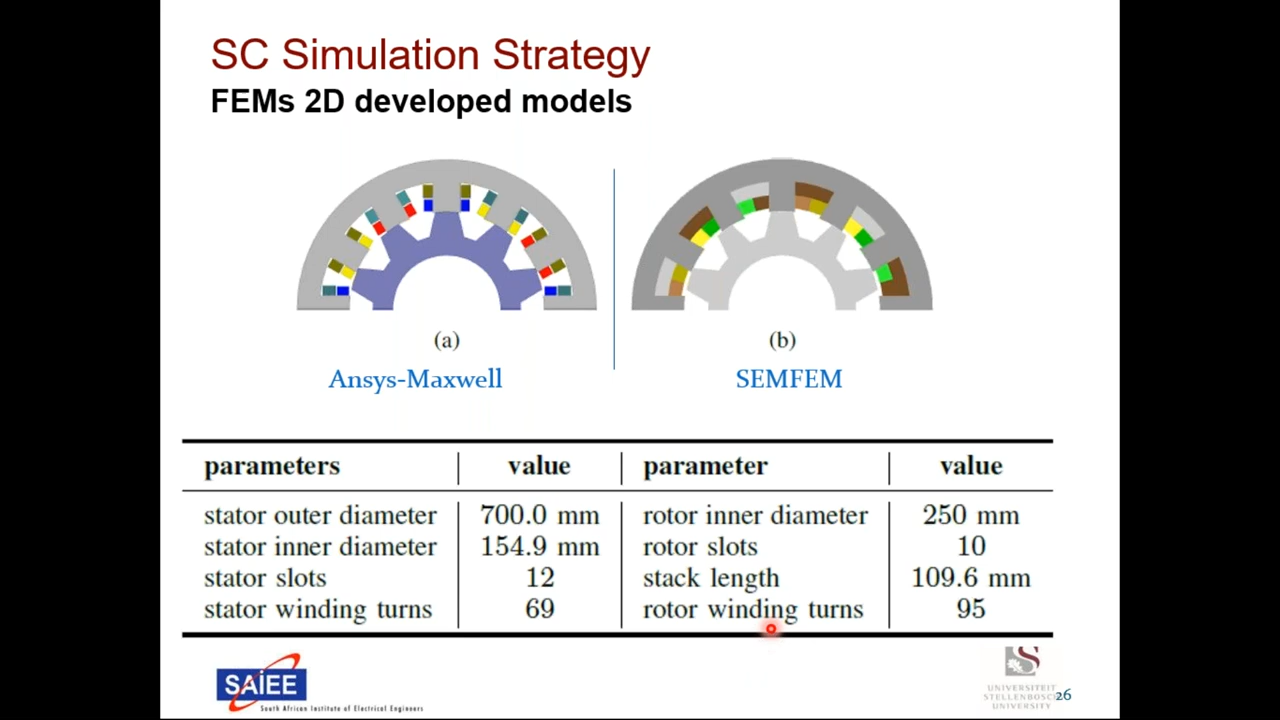 SC Simulation Strategy
FEMs 2D developed models
(a)
(b)
Ansys-Maxwell
SEMFEM
parameters value parameter value
stator outer diameter 700.0 mm rotor inner diameter 250 mm
stator inner diameter 154.9 mm rotor slots 10
stator slots 12 stack length 109.6 mm
stator winding turns 69 rotor winding turns 95
SAIEE
South African Institute of Electrical Engineers
UNIVERSITEIT
STELLENBOSCH
UNIVERSITY
26